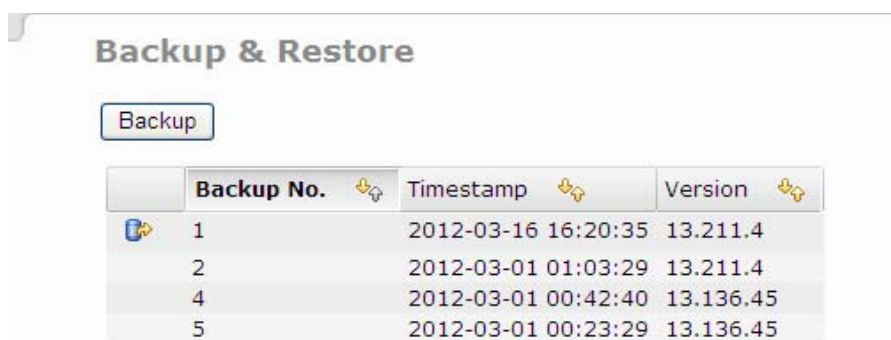 Backup & Restore
Backup
Backup No. Timestamp Version
1 2012-03-16 16:20:35 13.211.4
2 2012-03-01 01:03:29 13.211.4
4 2012-03-01 00:42:40 13.136.45
5 2012-03-01 00:23:29 13.136.45